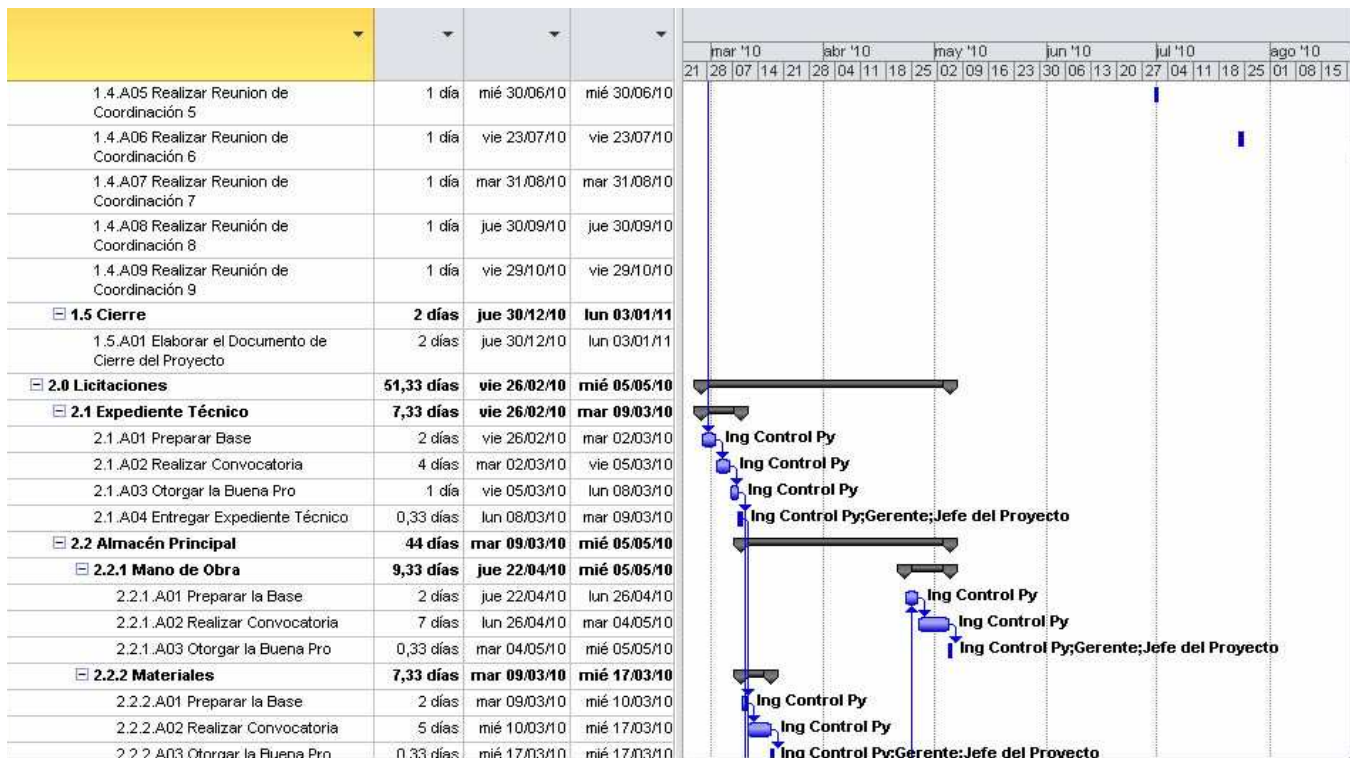 mar '10 abr '10 may '10 jun '10 jul '10 ago '10
21 28 07 14 21 28 04 11 18 25 02 09 16 23 30 06 13 20 27 04 11 18 25 01 08 15
1.4.A05 Realizar Reunion de 1 día mié 30/06/10 mié 30/06/10
Coordinación 5
1.4.A06 Realizar Reunion de 1 día vie 23/07/10 vie 23/07/10
Coordinación 6
1.4.A07 Realizar Reunion de 1 día mar 31/08/10 mar 31/08/10
Coordinación 7
1.4.A08 Realizar Reunión de 1 día jue 30/09/10 jue 30/09/10
Coordinación 8
1.4.A09 Realizar Reunión de 1 día vie 29/10/10 vie 29/10/10
Coordinación 9
1.5 Cierre 2 días jue 30/12/10 lun 03/01/11
1.5.A01 Elaborar el Documento de 2 días jue 30/12/10 lun 03/01/11
Cierre del Proyecto
2.0 Licitaciones 51,33 días vie 26/02/10 mié 05/05/10
2.1 Expediente Técnico 7,33 días vie 26/02/10 mar 09/03/10
2.1.A01 Preparar Base 2 días vie 26/02/10 mar 02/03/10 Ing Control Py
2.1.A02 Realizar Convocatoria 4 días mar 02/03/10 vie 05/03/10 Ing Control Py
2.1.A03 Otorgar la Buena Pro 1 día vie 05/03/10 lun 08/03/10 Ing Control Py
2.1.A04 Entregar Expediente Técnico 0,33 días lun 08/03/10 mar 09/03/10 Ing Control Py;Gerente;Jefe del Proyecto
2.2 Almacén Principal 44 días mar 09/03/10 mié 05/05/10
2.2.1 Mano de Obra 9,33 días jue 22/04/10 mié 05/05/10
2.2.1.A01 Preparar la Base 2 días jue 22/04/10 lun 26/04/10 Ing Control Py
2.2.1.A02 Realizar Convocatoria 7 días lun 26/04/10 mar 04/05/10 Ing Control Py
2.2.1.A03 Otorgar la Buena Pro 0,33 días mar 04/05/10 mié 05/05/10 Ing Control Py;Gerente;Jefe del Proyecto
2.2.2 Materiales 7,33 días mar 09/03/10 mié 17/03/10
2.2.2.A01 Preparar la Base 2 días mar 09/03/10 mié 10/03/10 Ing Control Py
2.2.2.A02 Realizar Convocatoria 5 días mié 10/03/10 mié 17/03/10 Ing Control Py
2.2.2.A03 Otorgar la Buena Pro 0,33 días mié 17/03/10 mié 17/03/10 Ing Control Py;Gerente;Jefe del Proyecto